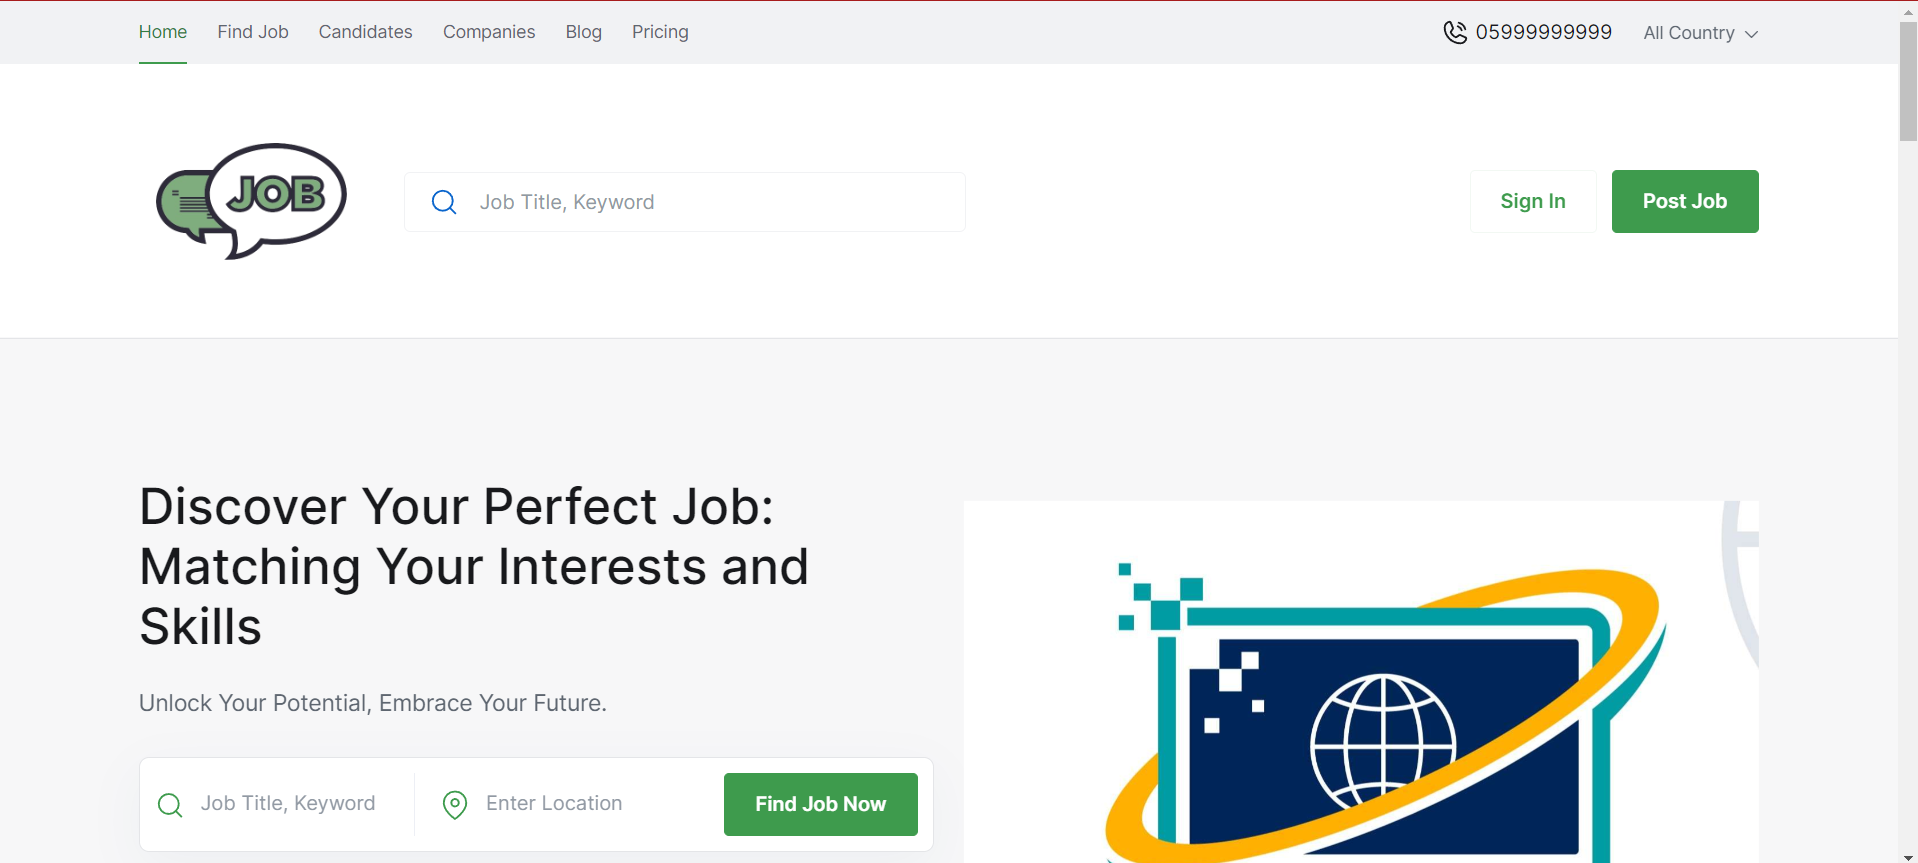 Home Find Job Candidates Companies Blog Pricing 05999999999 All Country
JOB
Job Title, Keyword
Sign In Post Job
Discover Your Perfect Job:
Matching Your Interests and
Skills
Unlock Your Potential, Embrace Your Future.
Job Title, Keyword Enter Location Find Job Now